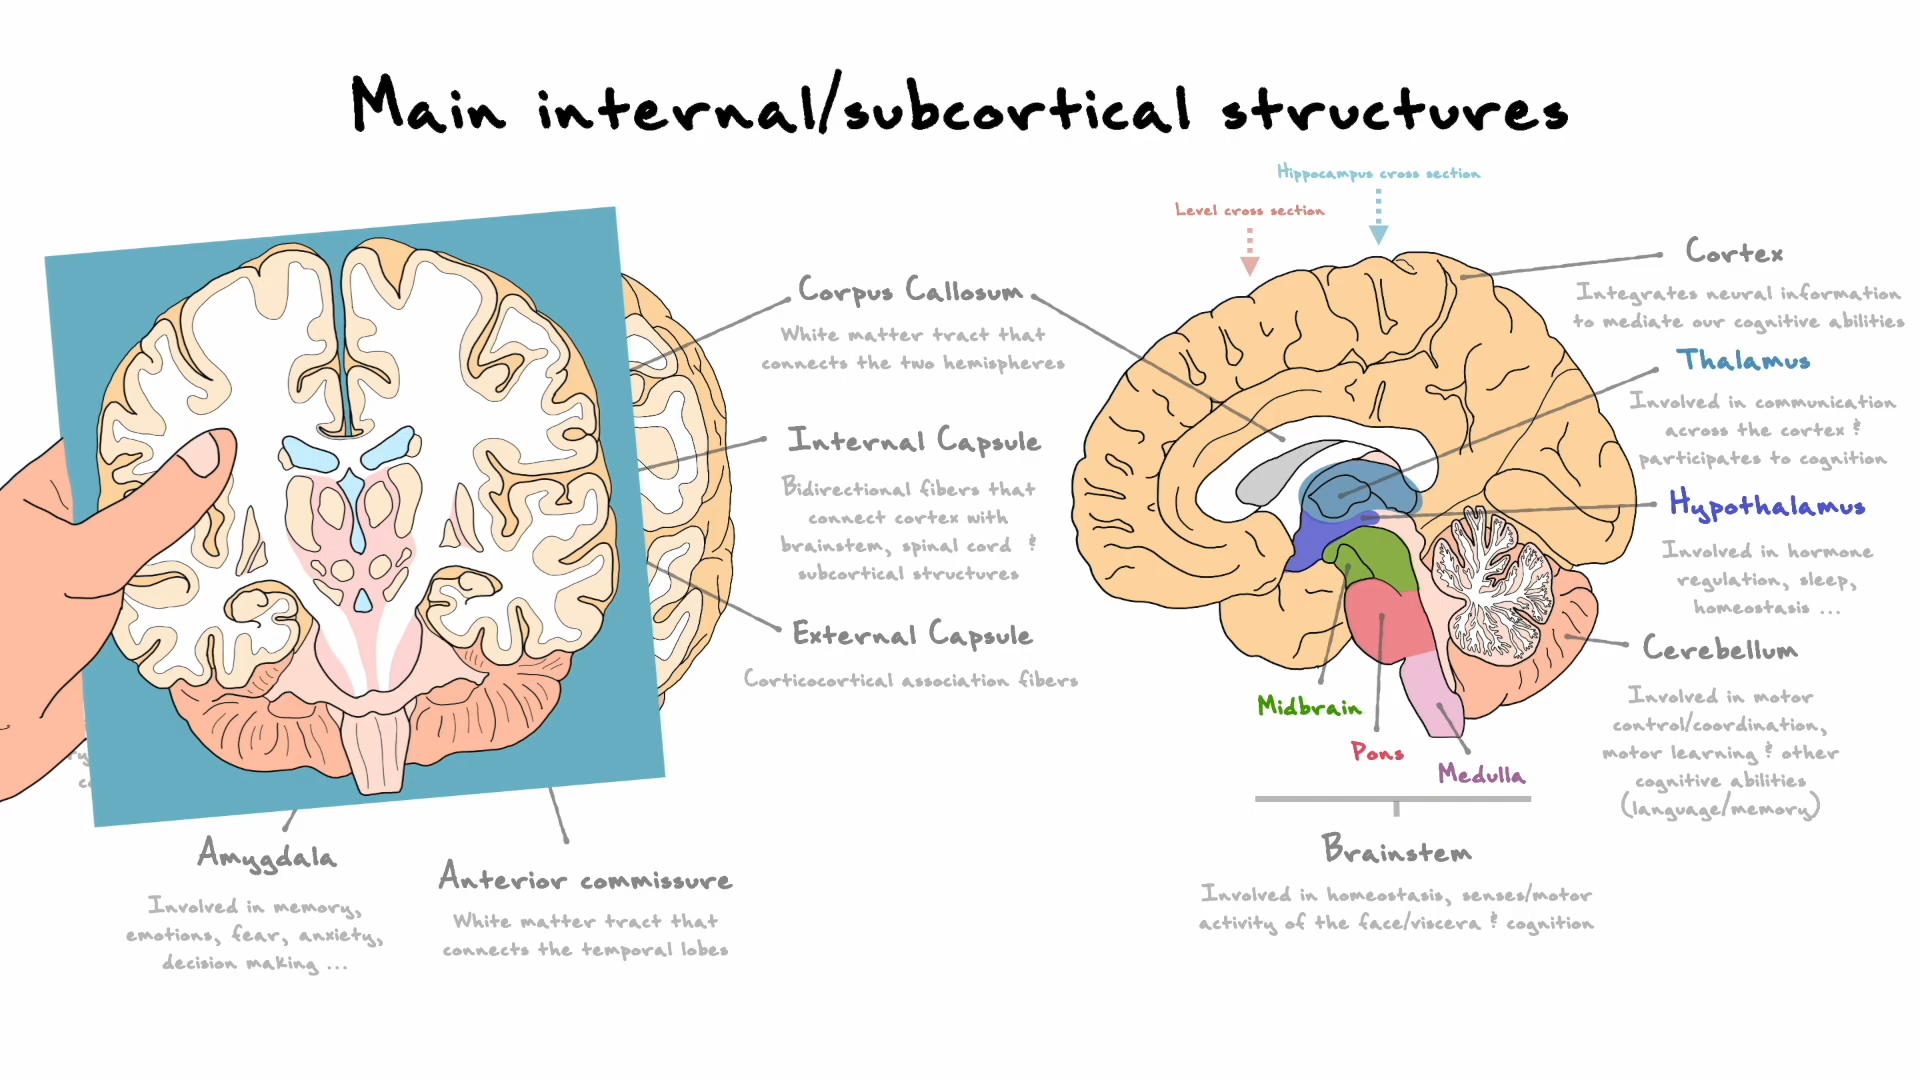 Main internal/subcortical structures
Hippocampus cross section
Level cross section
Corpus Callosum
White matter tract that
connects the two hemispheres
Internal Capsule
Bidirectional fibers that
connect cortex with
brainstem, spinal cord &
subcortical structures
External Capsule
Corticocortical association fibers
Amygdala
Involved in memory,
emotions, fear, anxiety,
decision making ...
Anterior commissure
White matter tract that
connects the temporal lobes
Cortex
Integrates neural information
to mediate our cognitive abilities
Thalamus
Involved in communication
across the cortex &
participates to cognition
Hypothalamus
Involved in hormone
regulation, sleep,
homeostasis ...
Cerebellum
Involved in motor
control/coordination,
motor learning & other
cognitive abilities
(language/memory)
Midbrain
Pons
Medulla
Brainstem
Involved in homeostasis, senses/motor
activity of the face/viscera & cognition